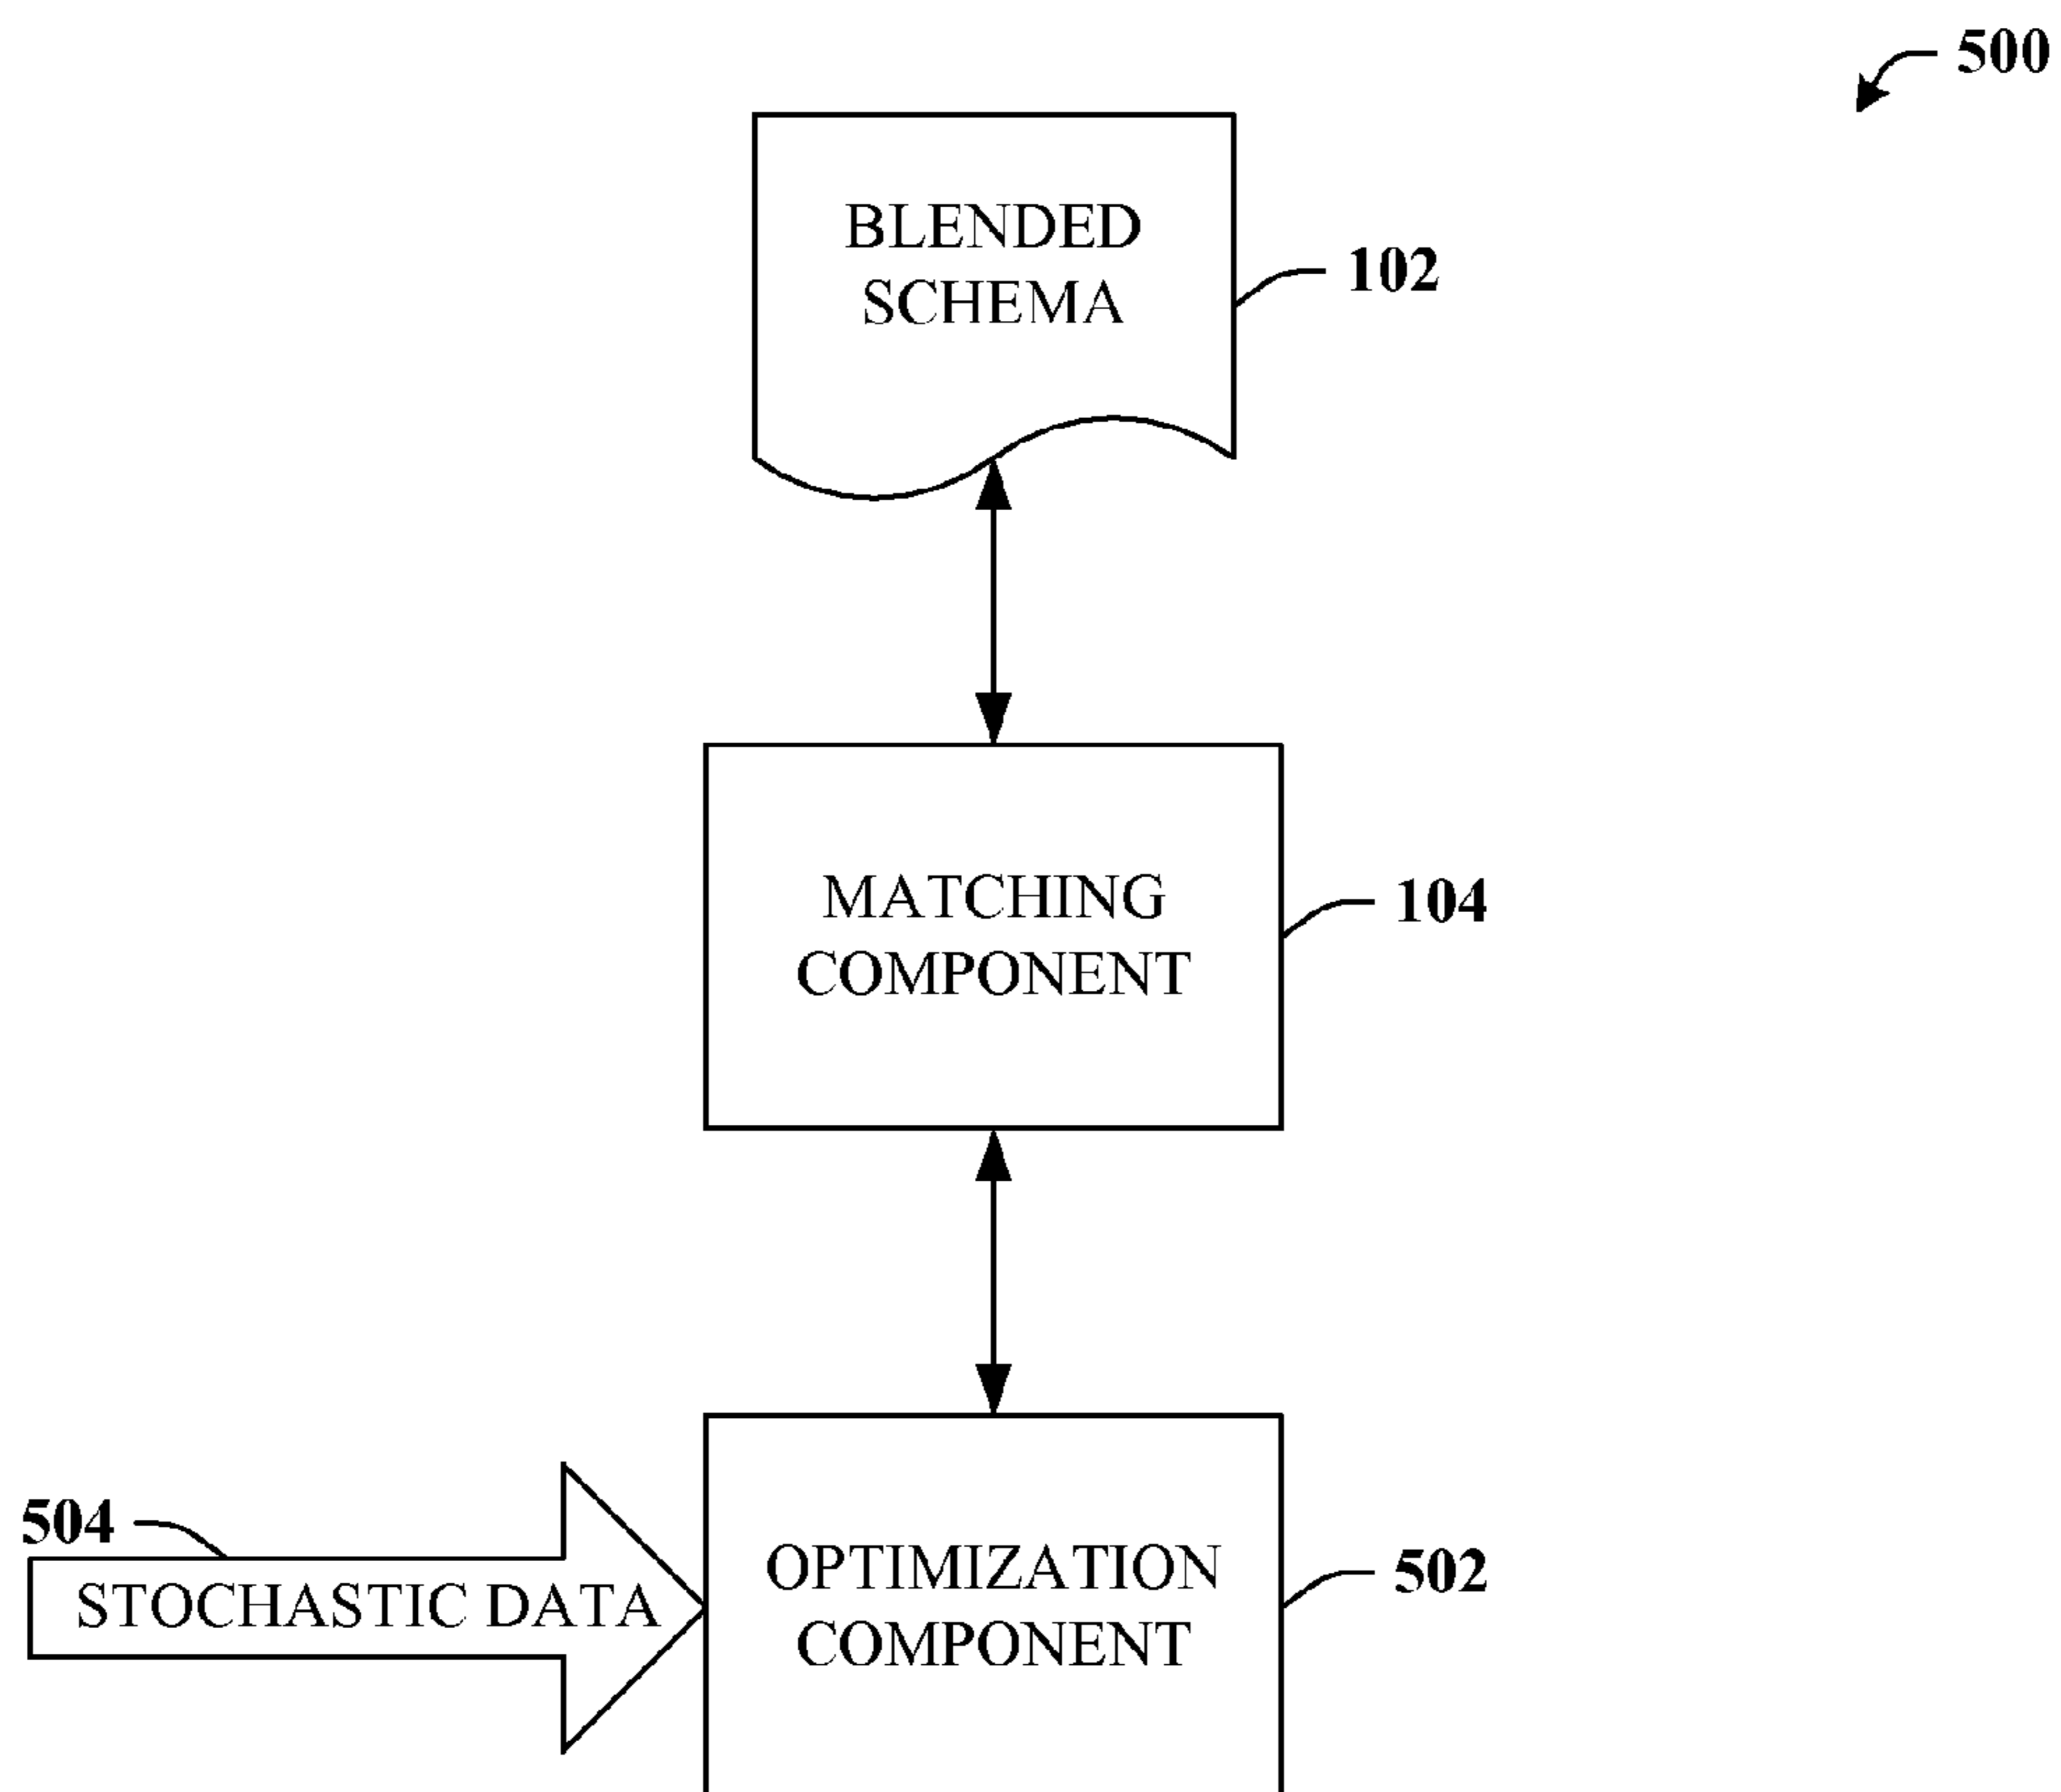 500
BLENDED
SCHEMA
102
MATCHING
COMPONENT
104
504
STOCHASTIC DATA
OPTIMIZATION
COMPONENT
502